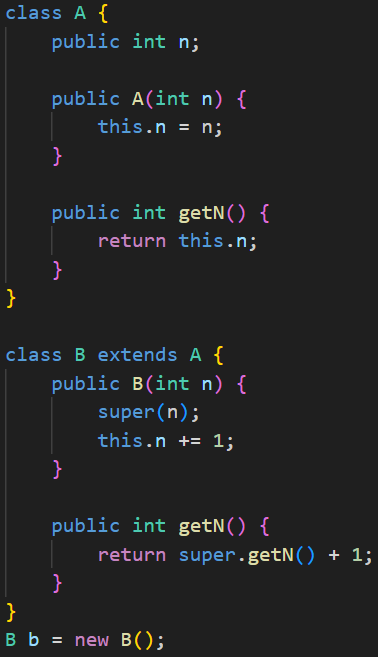 class A {
    public int n;

    public A(int n) {
        this.n = n;
    }

    public int getN() {
        return this.n;
    }
}

class B extends A {
    public B(int n) {
        super(n);
        this.n += 1;
    }

    public int getN() {
        return super.getN() + 1;
    }
}
B b = new B();